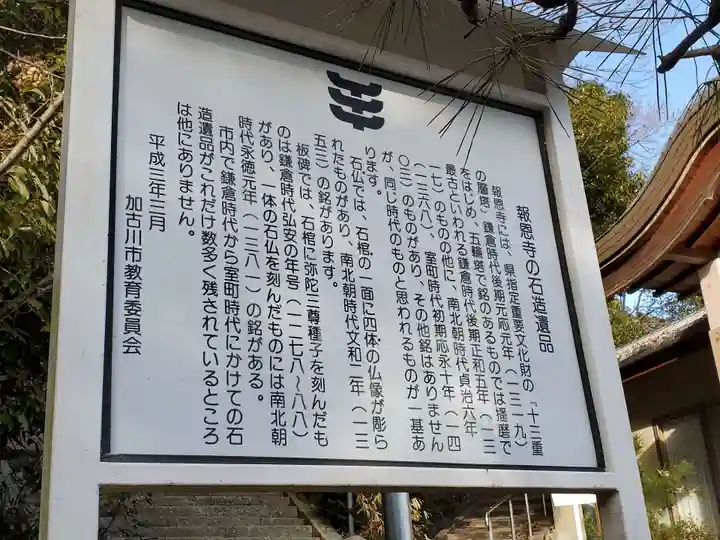 報恩寺の石造遺品
報恩寺には、県指定重要文化財の「十三重
の層塔」鎌倉時代後期元応元年（一三一九）
をはじめ、五輪塔で銘のあるものでは播磨で
最古といわれる鎌倉時代後期正和五年（一三
一七）のものの他に、南北朝時代貞治六年
（一三六八）、室町時代初期応永十年（一四
〇三）のものがあり、その他銘はありません
が、同じ時代のものと思われるものが一基あ
ります。
石仏では、石棺の一面に四体の仏像が彫ら
れたものがあり、南北朝時代文和二年（一三
五三）の銘があります。
板碑では、石棺に弥陀三尊種子を刻んだも
のは鎌倉時代弘安の年号（一二七八～八八）
があり、一体の石仏を刻んだものには南北朝
時代永徳元年（一三八一）の銘がある。
市内で鎌倉時代から室町時代にかけての石
造遺品がこれだけ数多く残されているところ
は他にありません。
平成三年三月
加古川市教育委員会